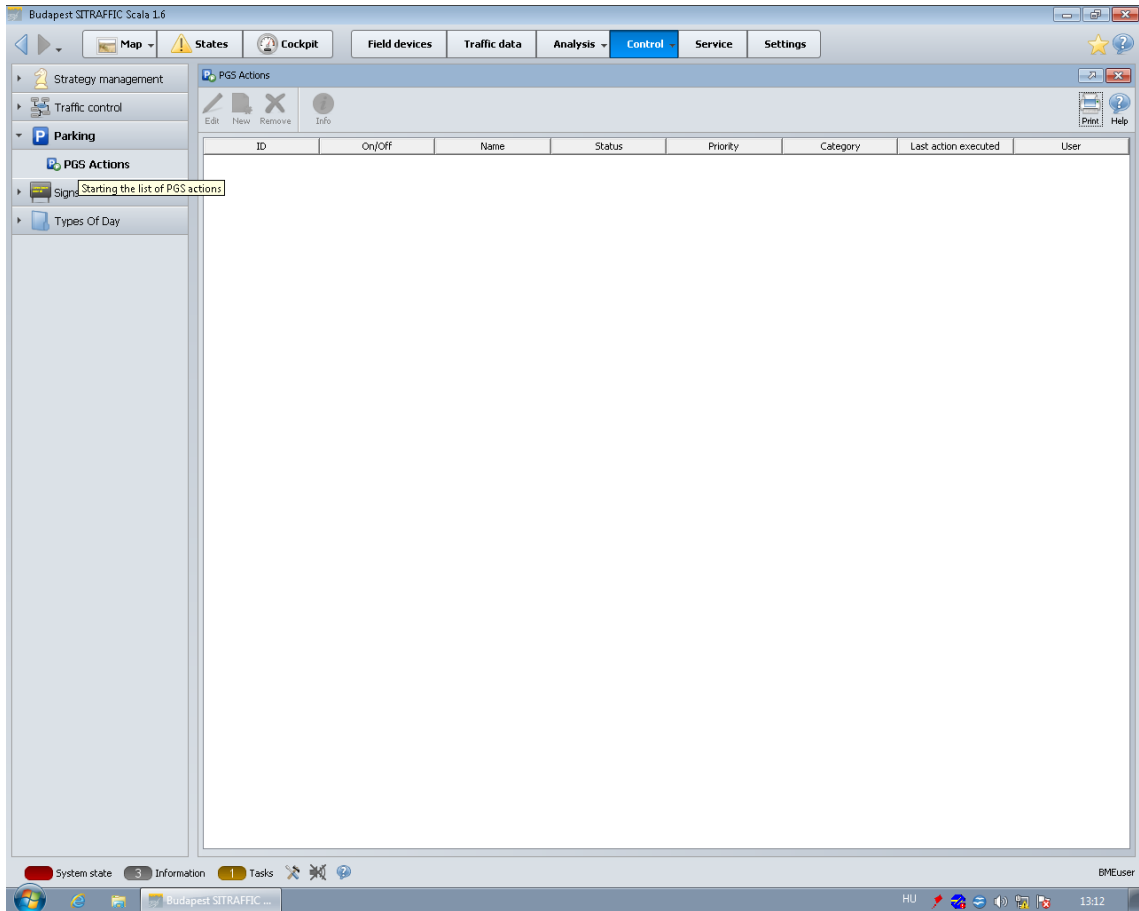 Budapest SITRAFFIC Scala 1.6
Map States Cockpit Field devices Traffic data Analysis Control Service Settings
Strategy management
Traffic control
Parking
PGS Actions
Signs
Starting the list of PGS actions
Types Of Day
PGS Actions
Edit New Remove Info Print Help
ID On/Off Name Status Priority Category Last action executed User
System state 3 Information 1 Tasks BMEuser
Budapest SITRAFFIC ... HU 13:12